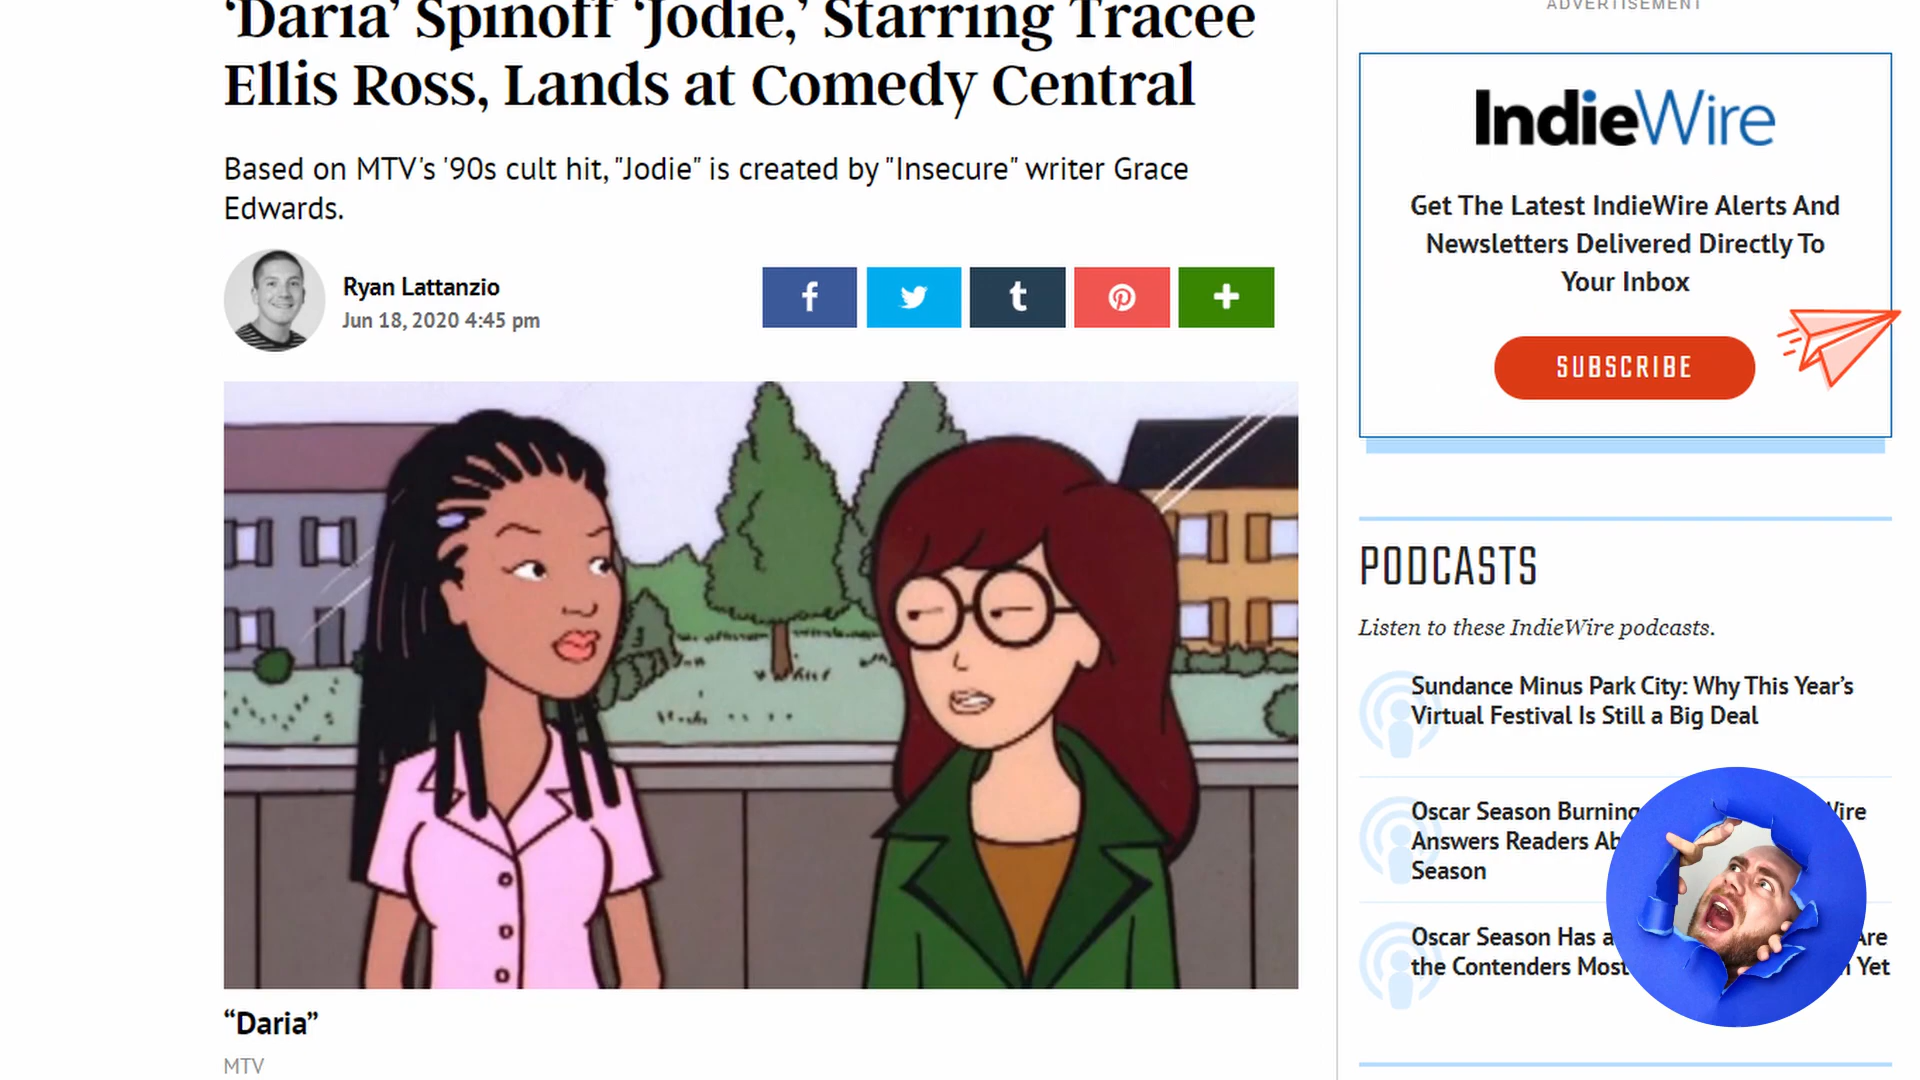 ADVERTISEMENT
‘Daria’ Spinoff ‘Jodie,’ Starring Tracee
Ellis Ross, Lands at Comedy Central
Based on MTV's '90s cult hit, "Jodie" is created by "Insecure" writer Grace
Edwards.
Ryan Lattanzio
Jun 18, 2020 4:45 pm
“Daria”
MTV
IndieWire
Get The Latest IndieWire Alerts And
Newsletters Delivered Directly To
Your Inbox
SUBSCRIBE
PODCASTS
Listen to these IndieWire podcasts.
Sundance Minus Park City: Why This Year’s
Virtual Festival Is Still a Big Deal
Oscar Season Burning
Answers Readers
Season
Oscar Season Has
the Contenders Most Yet